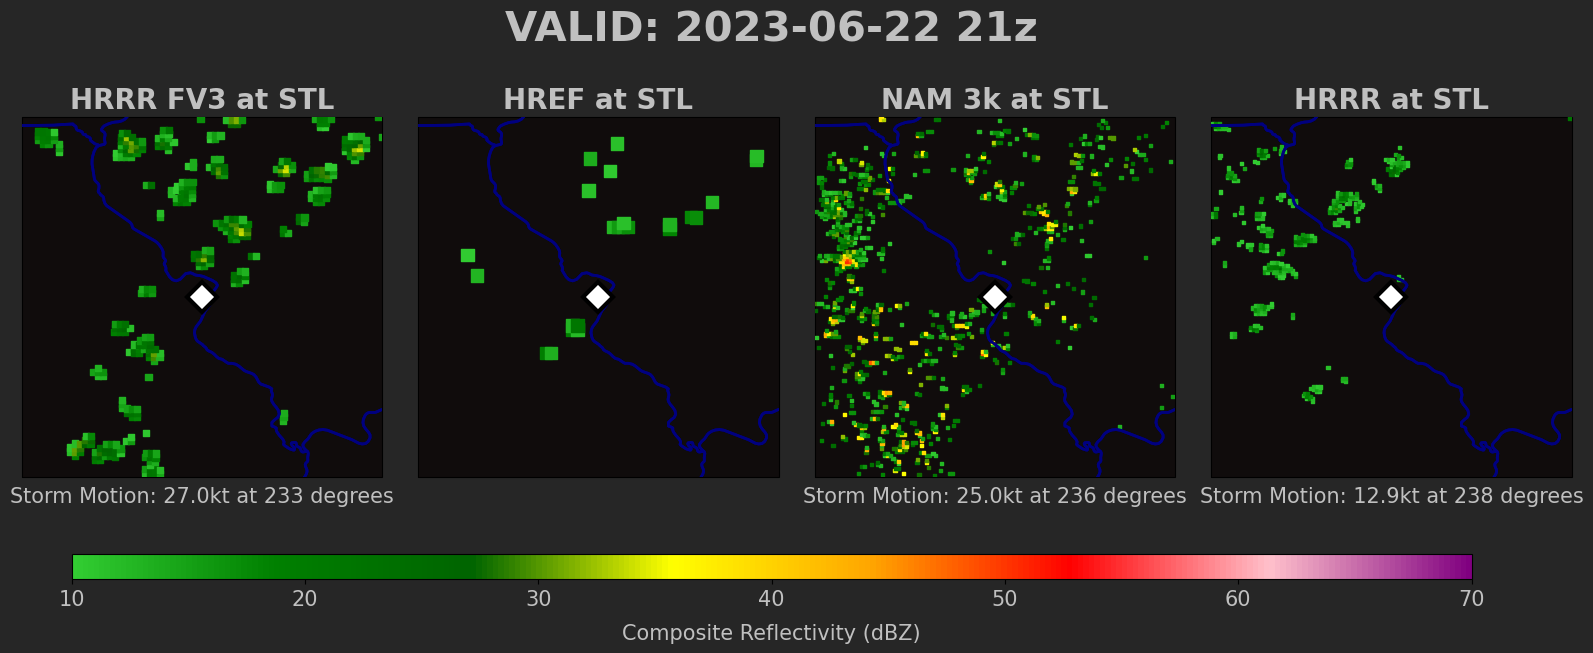 VALID: 2023-06-22 21z
HRRR FV3 at STL
HREF at STL
NAM 3k at STL
HRRR at STL
Storm Motion: 27.0kt at 233 degrees
Storm Motion: 25.0kt at 236 degrees
Storm Motion: 12.9kt at 238 degrees
10 20 30 40 50 60 70
Composite Reflectivity (dBZ)